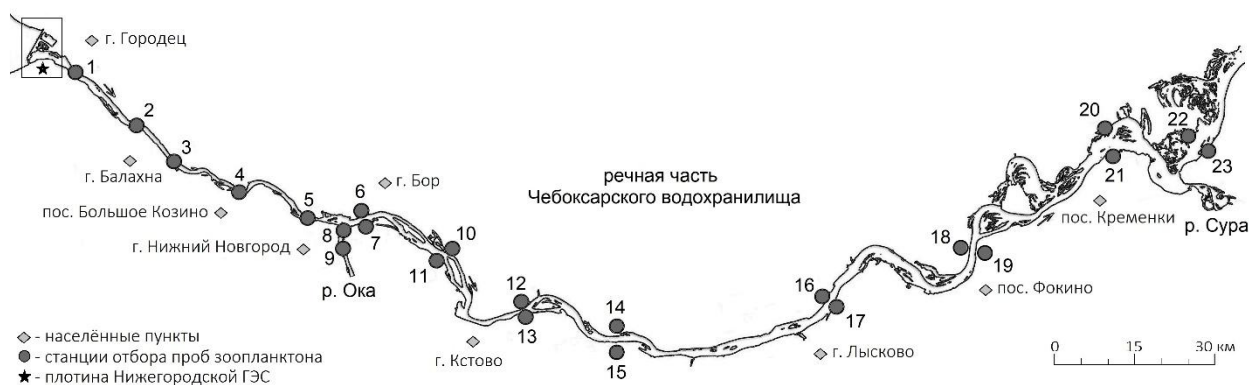 г. Городец
1
2
3
г. Балахна
4
пос. Большое Козино
5
6
г. Бор
7
8
9
г. Нижний Новгород
р. Ока
10
11
речная часть
Чебоксарского водохранилища
12
13
г. Кстово
14
15
16
17
г. Лысково
18
19
пос. Фокино
20
21
пос. Кременки
22
23
р. Сура
- населённые пункты
- станции отбора проб зоопланктона
- плотина Нижегородской ГЭС
0 15 30 км